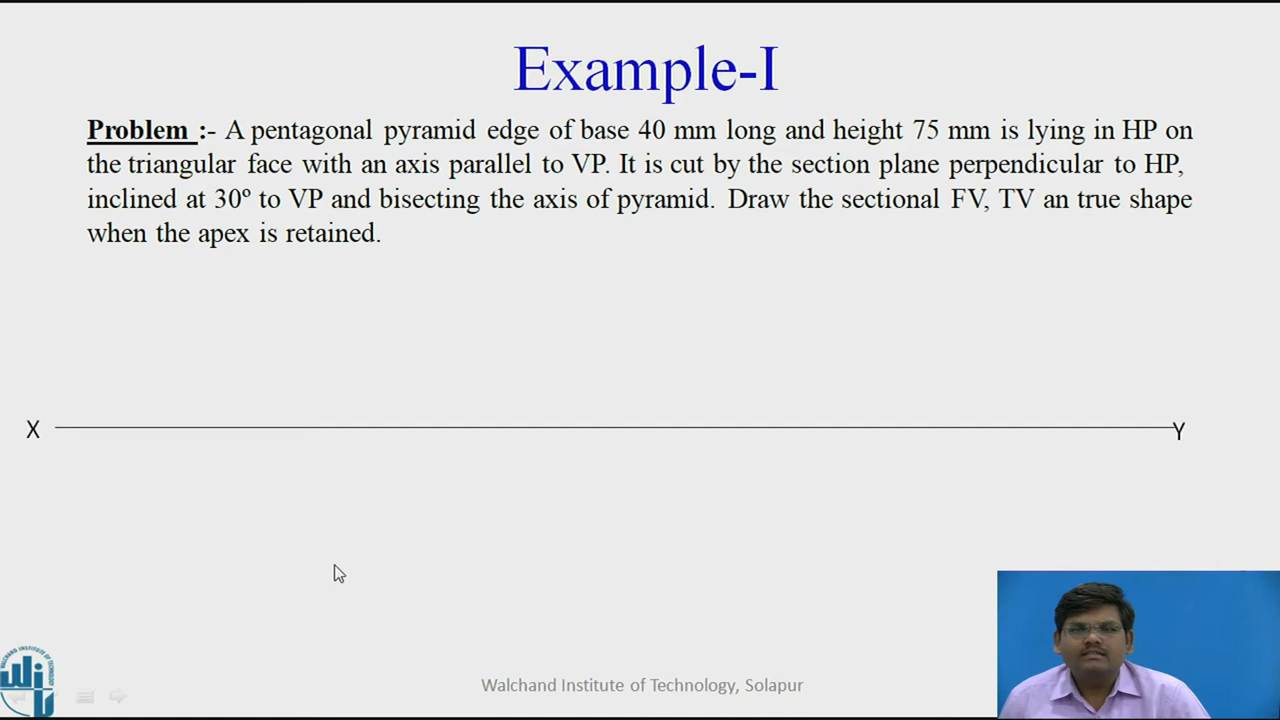 Example-I
Problem :- A pentagonal pyramid edge of base 40 mm long and height 75 mm is lying in HP on
the triangular face with an axis parallel to VP. It is cut by the section plane perpendicular to HP,
inclined at 30º to VP and bisecting the axis of pyramid. Draw the sectional FV, TV an true shape
when the apex is retained.
X
Y
Walchand Institute of Technology, Solapur